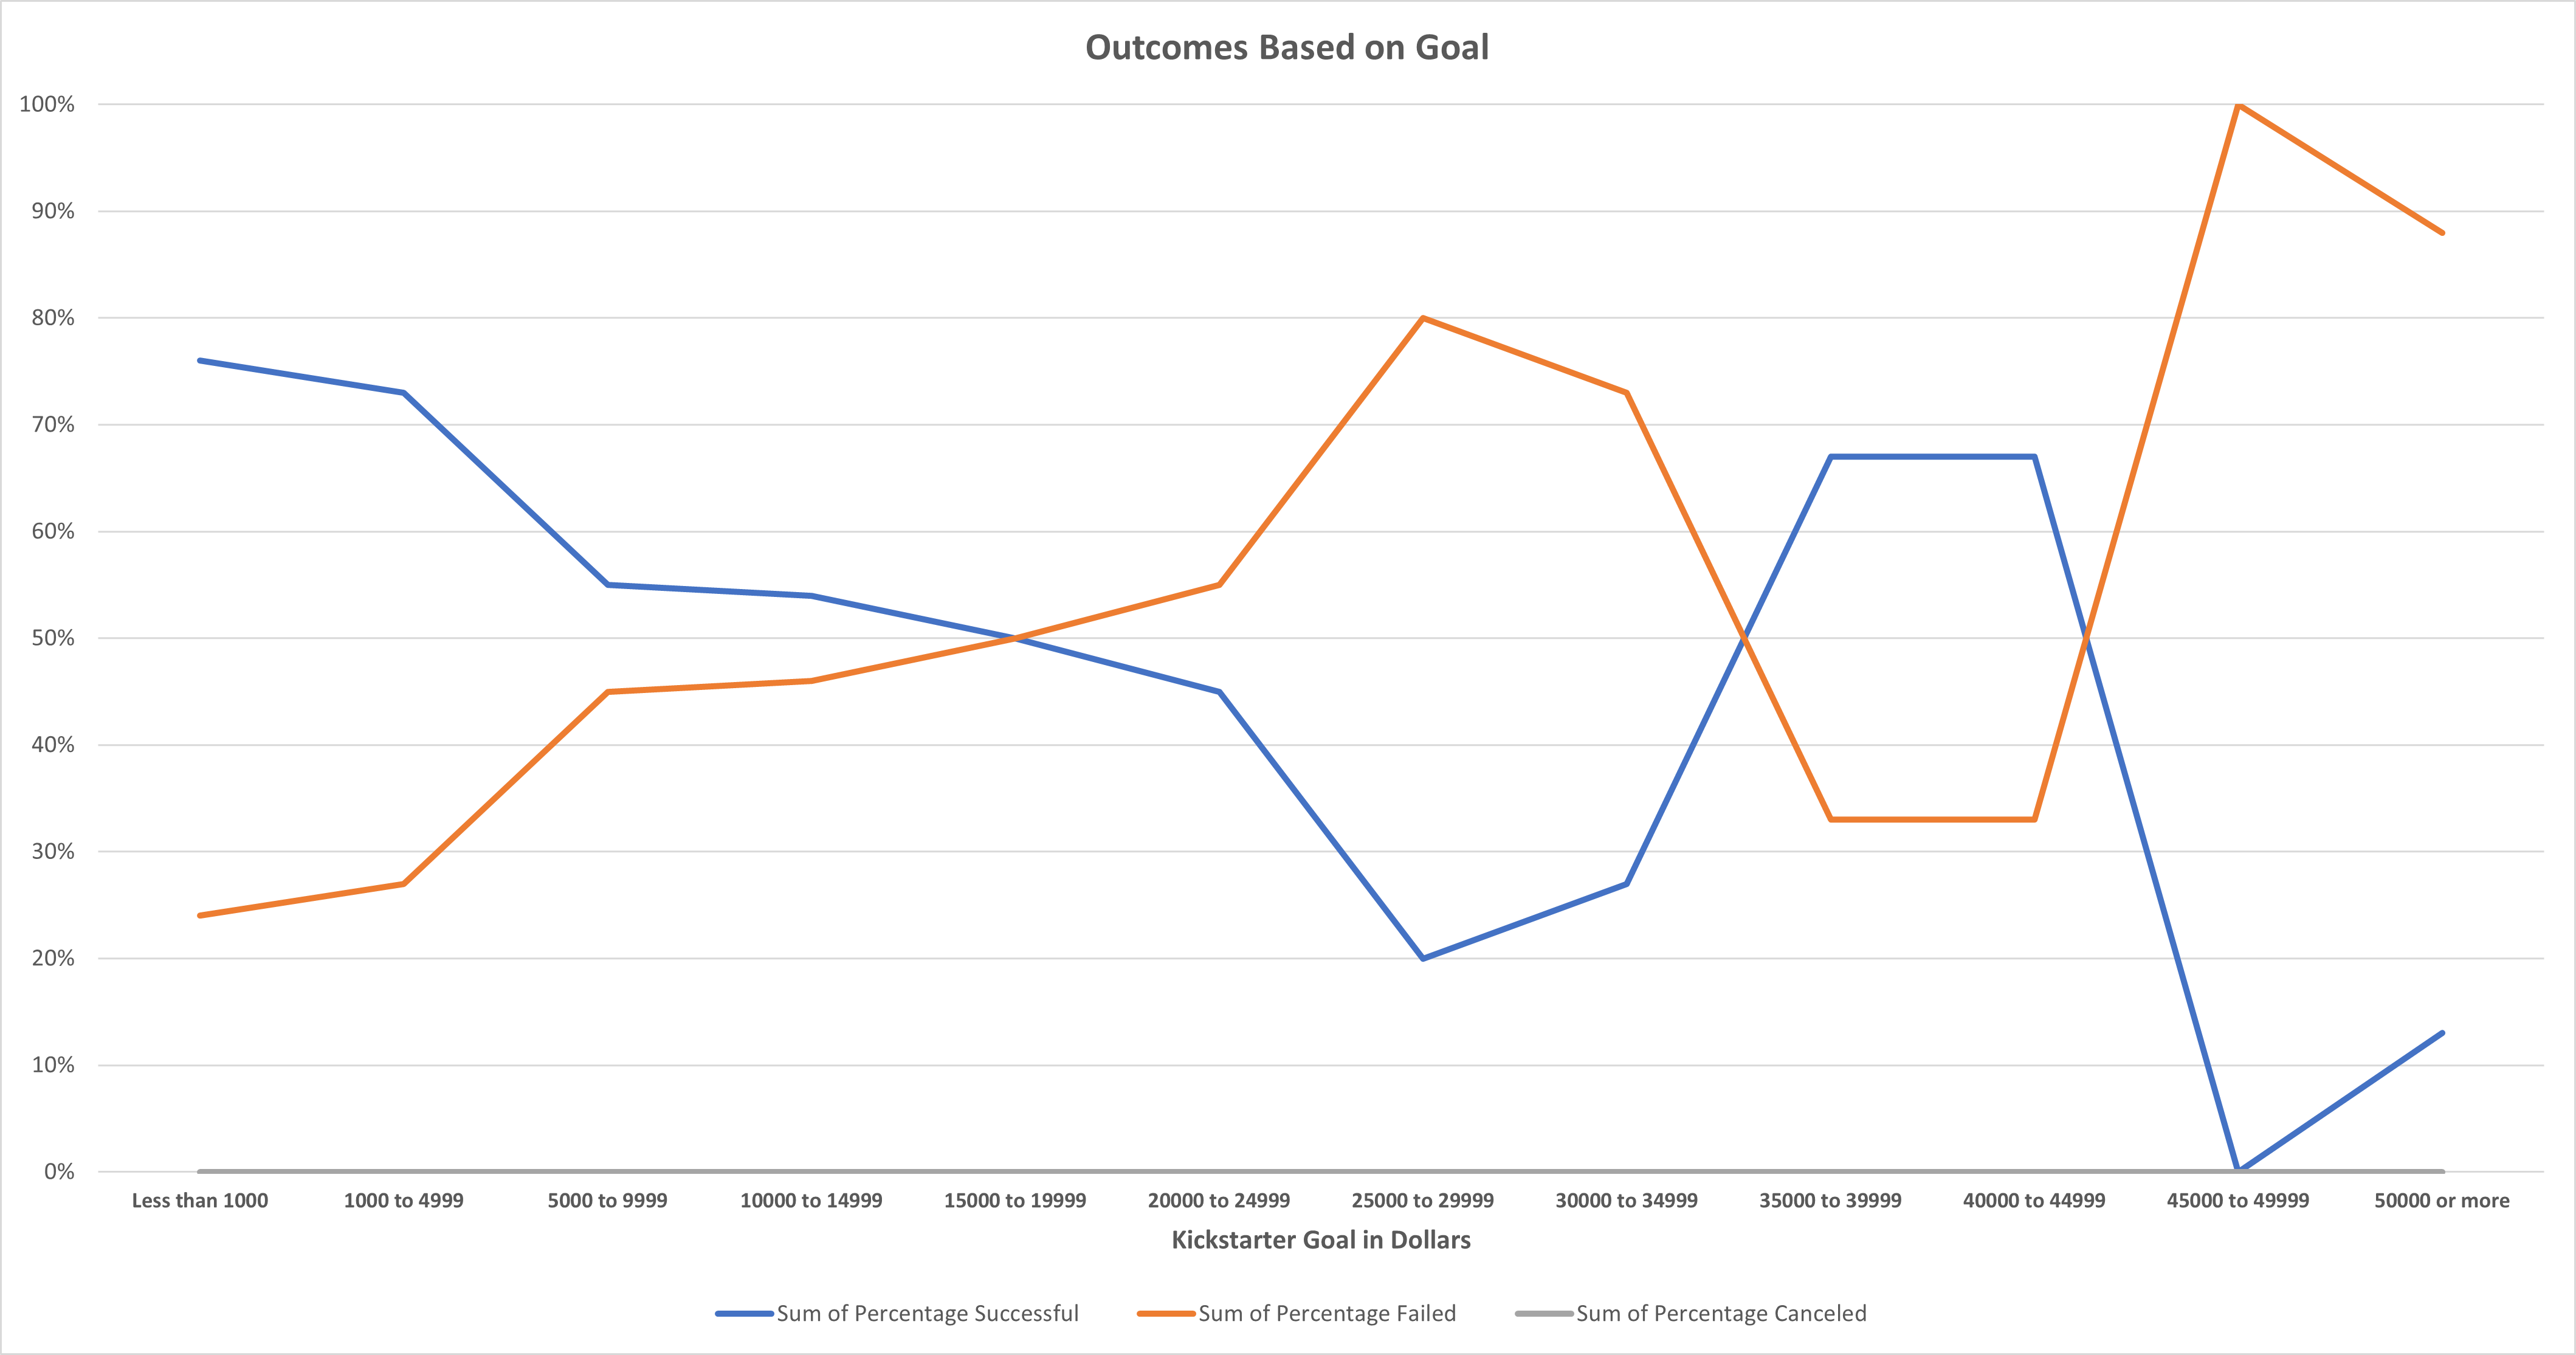 Outcomes Based on Goal
100%
90%
80%
70%
60%
50%
40%
30%
20%
10%
0%
Less than 1000 1000 to 4999 5000 to 9999 10000 to 14999 15000 to 19999 20000 to 24999 25000 to 29999 30000 to 34999 35000 to 39999 40000 to 44999 45000 to 49999 50000 or more
Kickstarter Goal in Dollars
Sum of Percentage Successful Sum of Percentage Failed Sum of Percentage Canceled